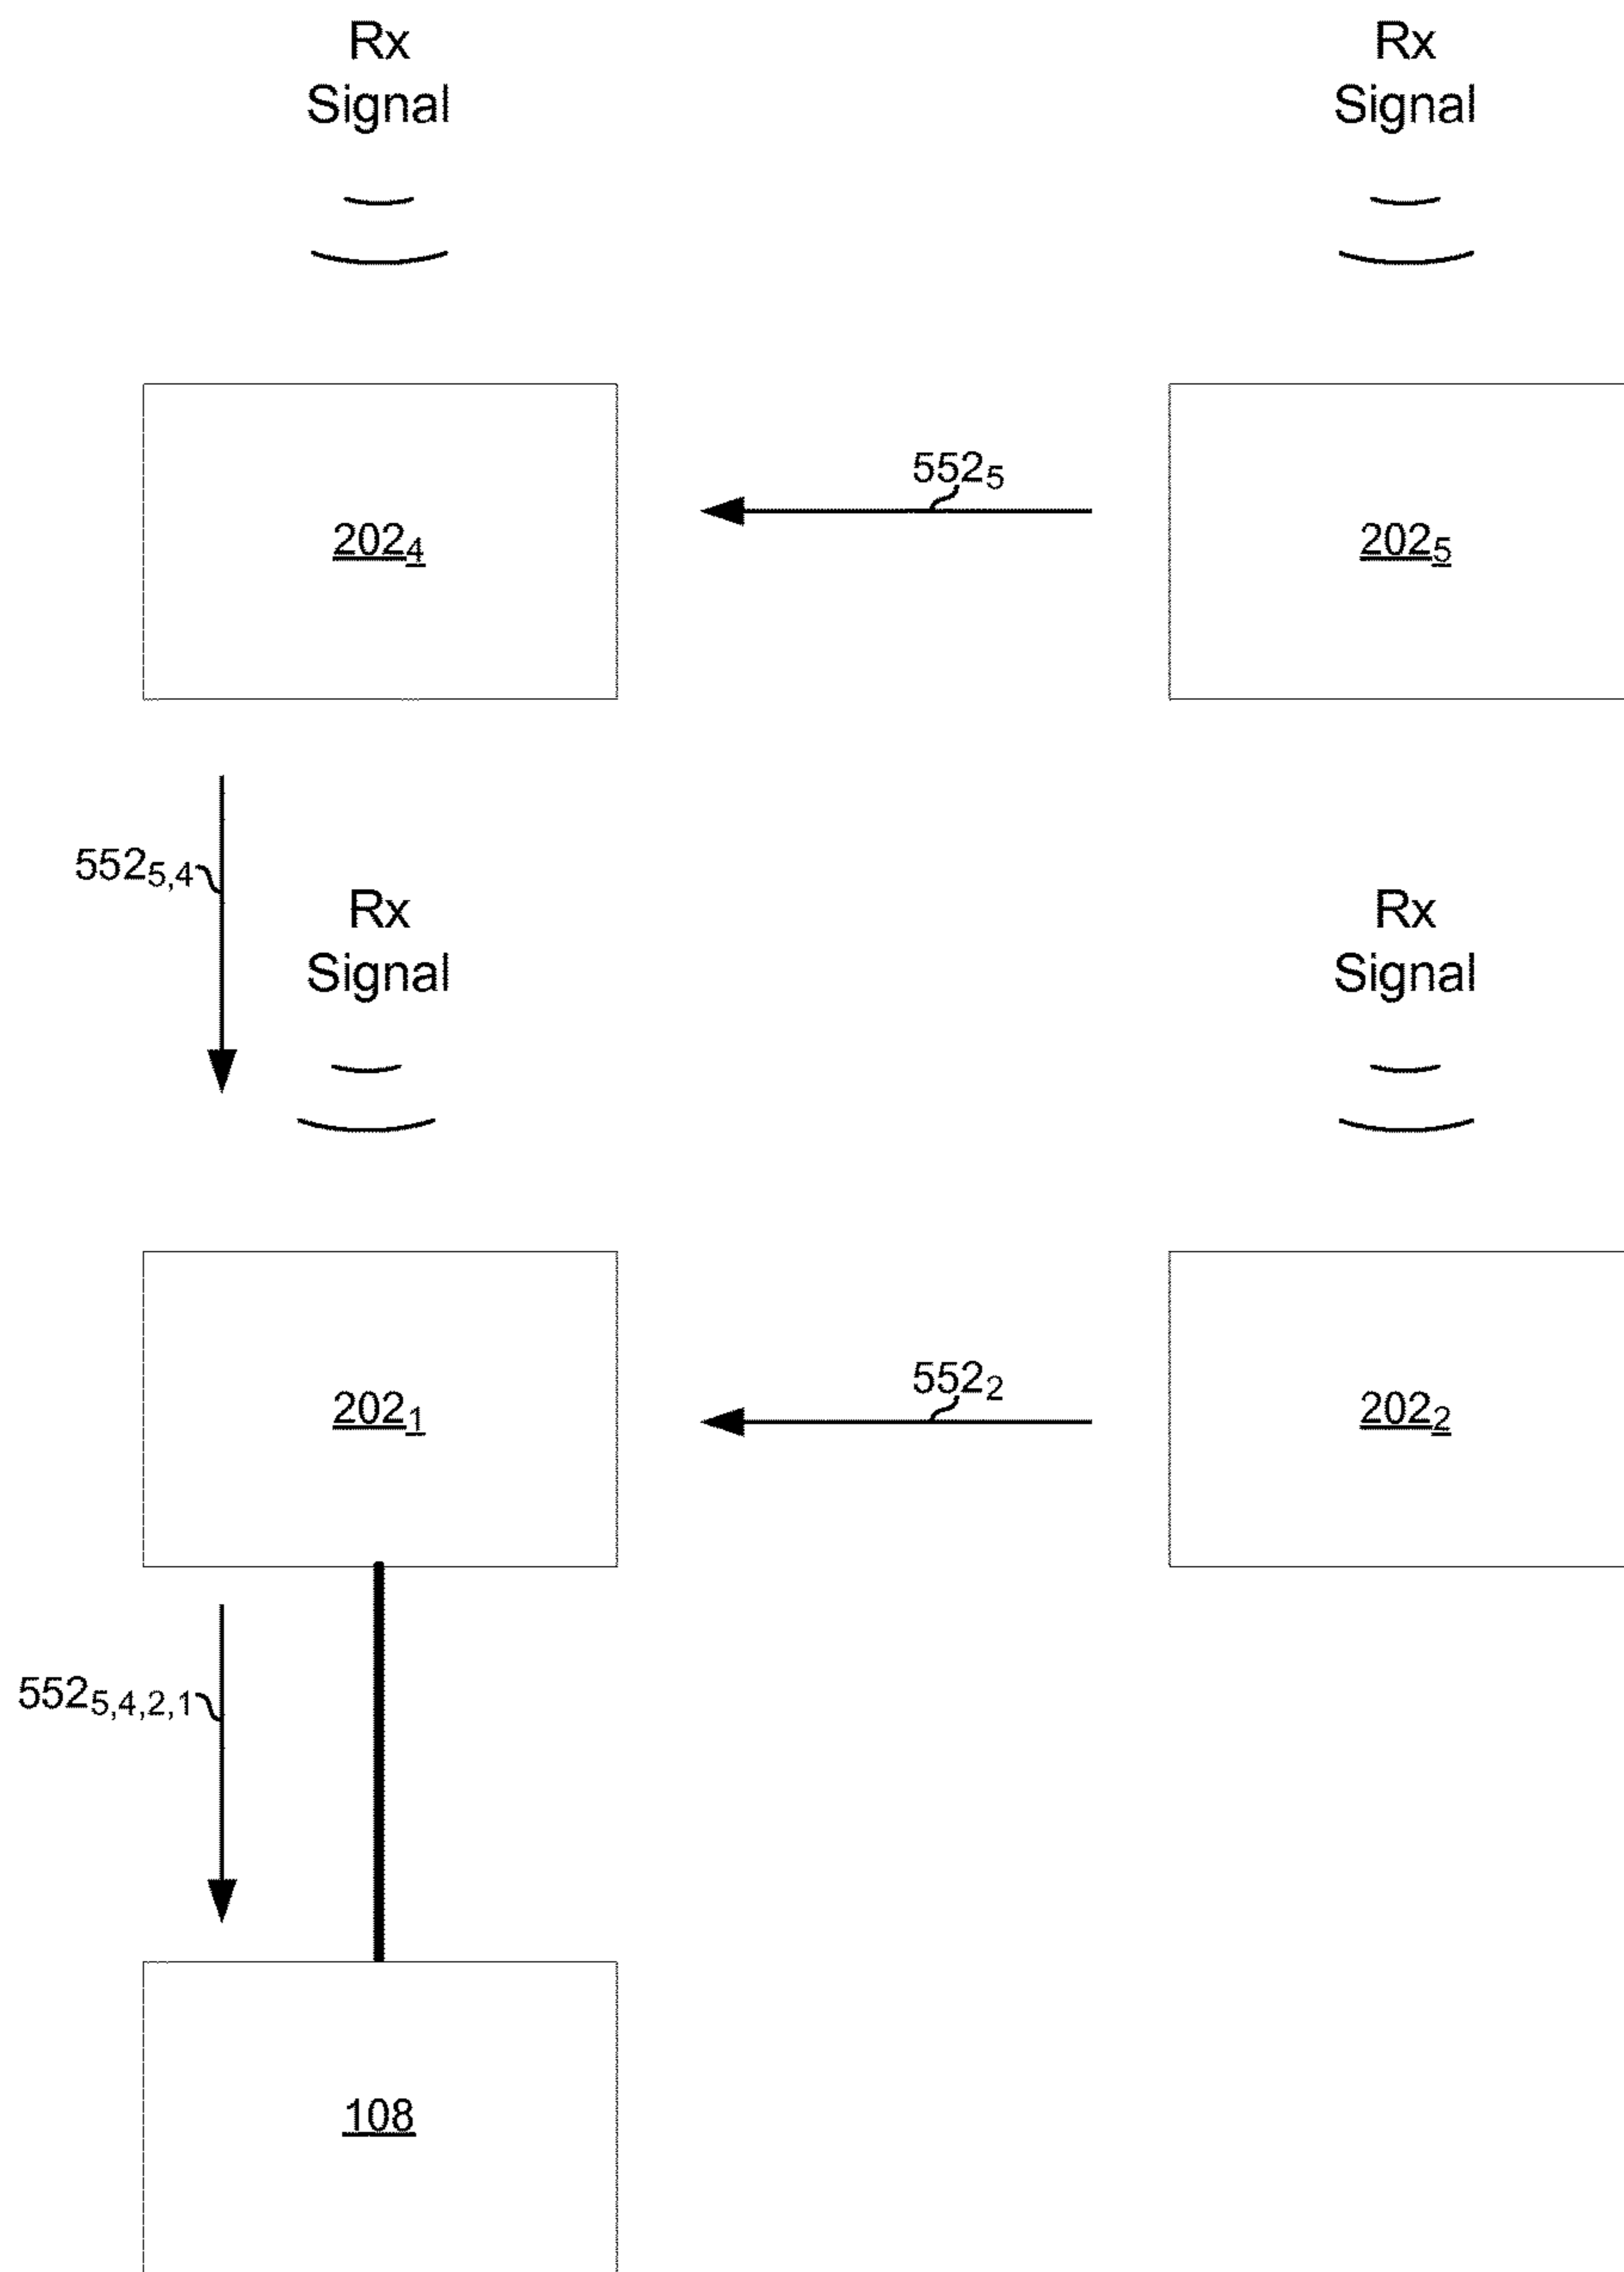 Rx
Signal
Rx
Signal
552₅
202₄
202₅
552₅,₄
Rx
Signal
Rx
Signal
552₂
202₁
202₂
552₅,₄,₂,₁
108